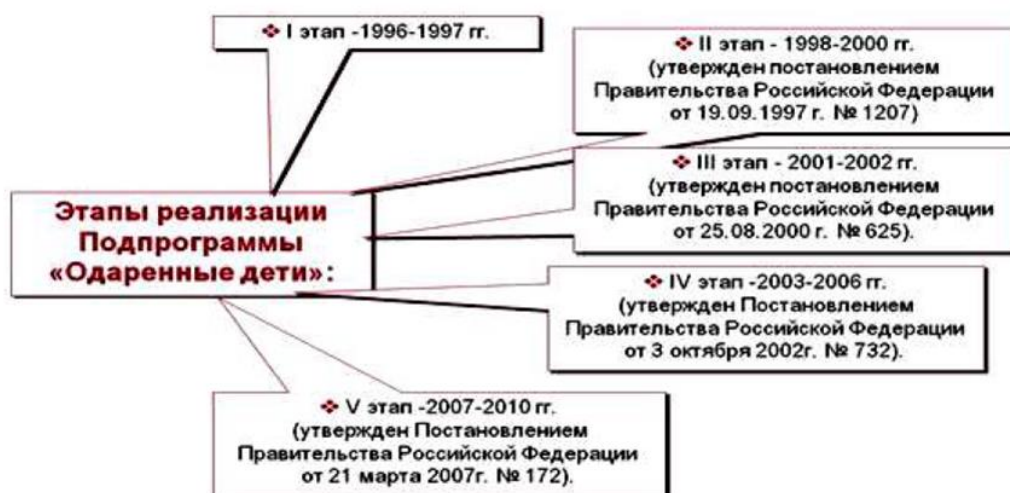 ❖ I этап -1996-1997 гг.
❖ II этап - 1998-2000 гг.
(утвержден постановлением
Правительства Российской Федерации
от 19.09.1997 г. № 1207)
❖ III этап - 2001-2002 гг.
(утвержден постановлением
Правительства Российской Федерации
от 25.08.2000 г. № 625).
Этапы реализации
Подпрограммы
«Одаренные дети»:
❖ IV этап -2003-2006 гг.
(утвержден Постановлением
Правительства Российской Федерации
от 3 октября 2002г. № 732).
❖ V этап -2007-2010 гг.
(утвержден Постановлением
Правительства Российской Федерации
от 21 марта 2007г. № 172).